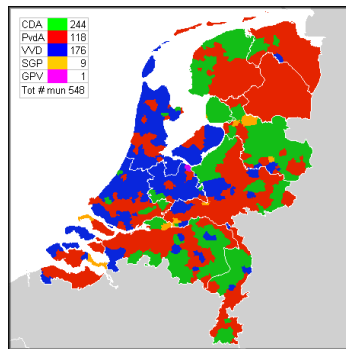 CDA 244
PvdA 118
VVD 176
SGP 9
GPV 1
Tot # mun 548